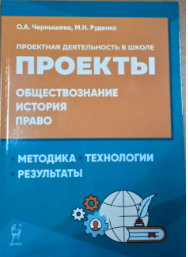 О.А. Чернышева, М.Н. Руденко
ПРОЕКТНАЯ ДЕЯТЕЛЬНОСТЬ В ШКОЛЕ
ПРОЕКТЫ
ОБЩЕСТВОЗНАНИЕ
ИСТОРИЯ
ПРАВО
• МЕТОДИКА • ТЕХНОЛОГИИ
• РЕЗУЛЬТАТЫ